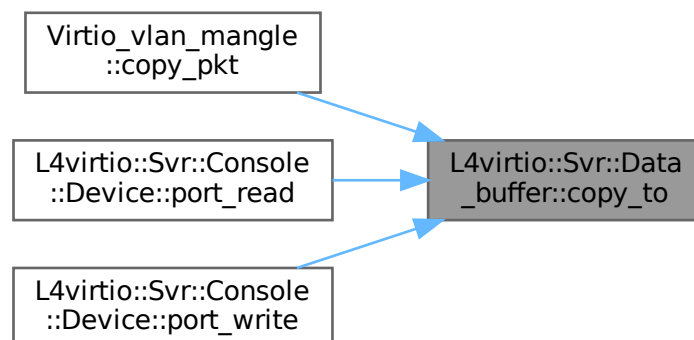 Virtio_vlan_mangle
::copy_pkt
L4virtio::Svr::Console
::Device::port_read
L4virtio::Svr::Data
_buffer::copy_to
L4virtio::Svr::Console
::Device::port_write